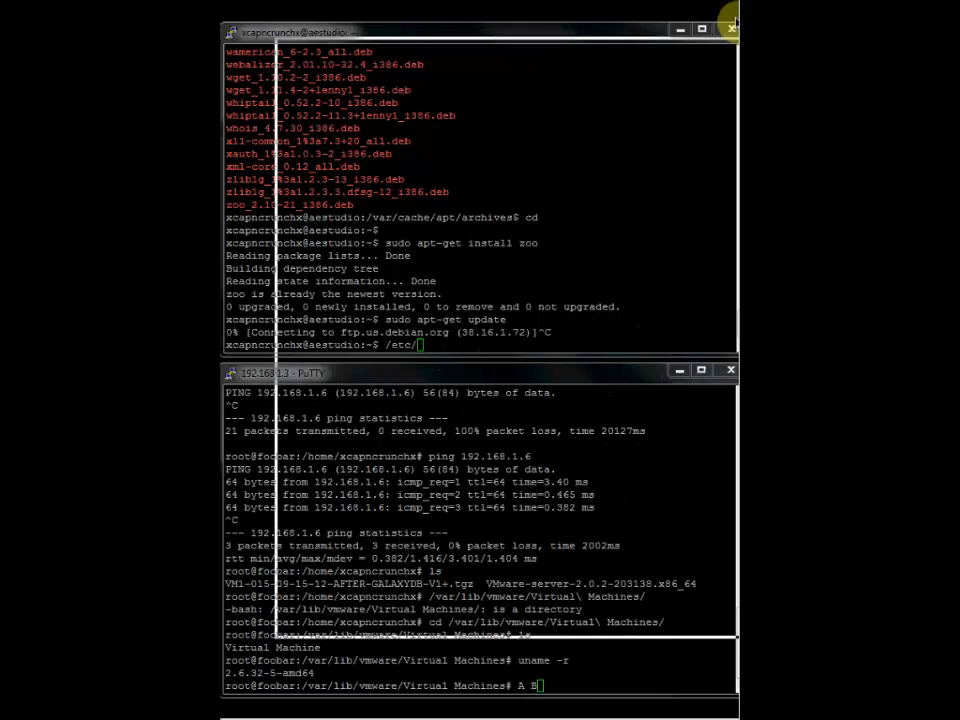 xcapncrunchx@aestudio: ~
wamerican_6-2.3_all.deb
webalizer_2.01.10-32.4_i386.deb
wget_1.10.2-2_i386.deb
wget_1.11.4-2+lenny1_i386.deb
whiptail_0.52.2-10_i386.deb
whiptail_0.52.2-11.3+lenny1_i386.deb
whois_4.7.30_i386.deb
x11-common_1%3a7.3+20_all.deb
xauth_1%3a1.0.3-2_i386.deb
xml-core_0.12_all.deb
zlib1g_1%3a1.2.3-13_i386.deb
zlib1g_1%3a1.2.3.3.dfsg-12_i386.deb
zoo_2.10-21_i386.deb
xcapncrunchx@aestudio:/var/cache/apt/archives$ cd
xcapncrunchx@aestudio:~$
xcapncrunchx@aestudio:~$ sudo apt-get install zoo
Reading package lists... Done
Building dependency tree
Reading state information... Done
zoo is already the newest version.
0 upgraded, 0 newly installed, 0 to remove and 0 not upgraded.
xcapncrunchx@aestudio:~$ sudo apt-get update
0% [Connecting to ftp.us.debian.org (38.16.1.72)]^C
xcapncrunchx@aestudio:~$ /etc/
192.168.1.3 - PuTTY
PING 192.168.1.6 (192.168.1.6) 56(84) bytes of data.
^C
--- 192.168.1.6 ping statistics ---
21 packets transmitted, 0 received, 100% packet loss, time 20127ms
root@foobar:/home/xcapncrunchx# ping 192.168.1.6
PING 192.168.1.6 (192.168.1.6) 56(84) bytes of data.
64 bytes from 192.168.1.6: icmp_req=1 ttl=64 time=3.40 ms
64 bytes from 192.168.1.6: icmp_req=2 ttl=64 time=0.465 ms
64 bytes from 192.168.1.6: icmp_req=3 ttl=64 time=0.382 ms
^C
--- 192.168.1.6 ping statistics ---
3 packets transmitted, 3 received, 0% packet loss, time 2002ms
rtt min/avg/max/mdev = 0.382/1.416/3.401/1.404 ms
root@foobar:/home/xcapncrunchx# ls
VM1-015-09-15-12-AFTER-GALAXYDB-V1+.tgz  VMware-server-2.0.2-203138.x86_64
root@foobar:/home/xcapncrunchx# /var/lib/vmware/Virtual\ Machines/
-bash: /var/lib/vmware/Virtual Machines/: is a directory
root@foobar:/home/xcapncrunchx# cd /var/lib/vmware/Virtual\ Machines/
root@foobar:/var/lib/vmware/Virtual Machines# ls
Virtual Machine
root@foobar:/var/lib/vmware/Virtual Machines# uname -r
2.6.32-5-amd64
root@foobar:/var/lib/vmware/Virtual Machines# A B